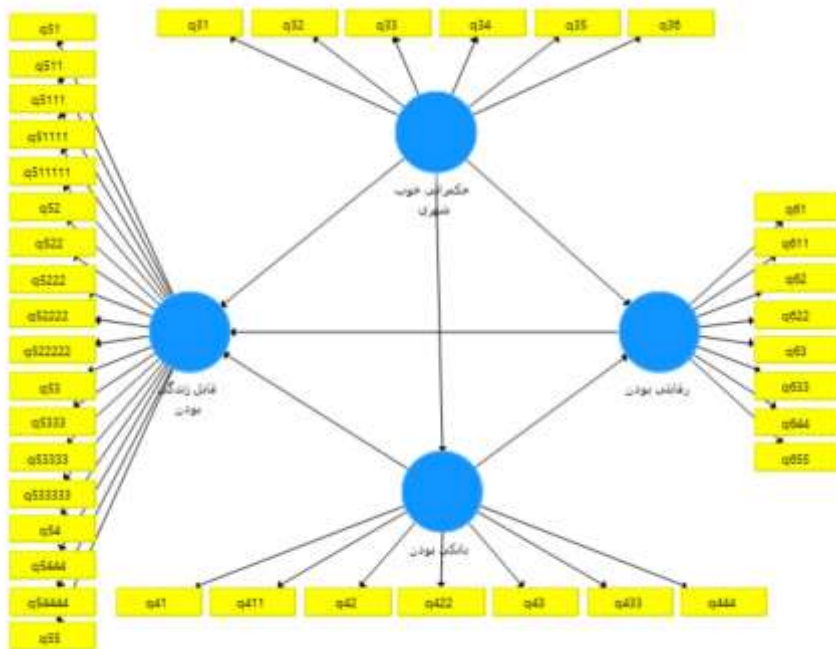 q31 q32 q33 q34 q35 q36
q51
q511
q5111
q51111
q511111
q52
q522
q5222
q52222
q522222
q53
q5333
q53333
q533333
q54
q5444
q54444
q55
حکمرانی خوب
شهری
q61
q611
q62
q622
q63
q633
q644
q655
قابل زندگی
بودن
رقابتی بودن
بانکی بودن
q41 q411 q42 q422 q43 q433 q444